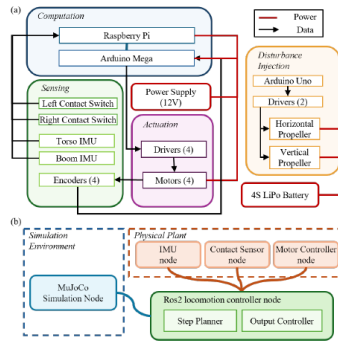 (a)
Computation
Raspberry Pi
Arduino Mega
Power
Data
Sensing
Left Contact Switch
Right Contact Switch
Torso IMU
Boom IMU
Encoders (4)
Power Supply
(12V)
Actuation
Drivers (4)
Motors (4)
Disturbance
Injection
Arduino Uno
Drivers (2)
Horizontal
Propeller
Vertical
Propeller
4S LiPo Battery
(b)
Simulation
Environment
Physical Plant
IMU
node
Contact Sensor
node
Motor Controller
node
MuJoCo
Simulation Node
Ros2 locomotion controller node
Step Planner
Output Controller